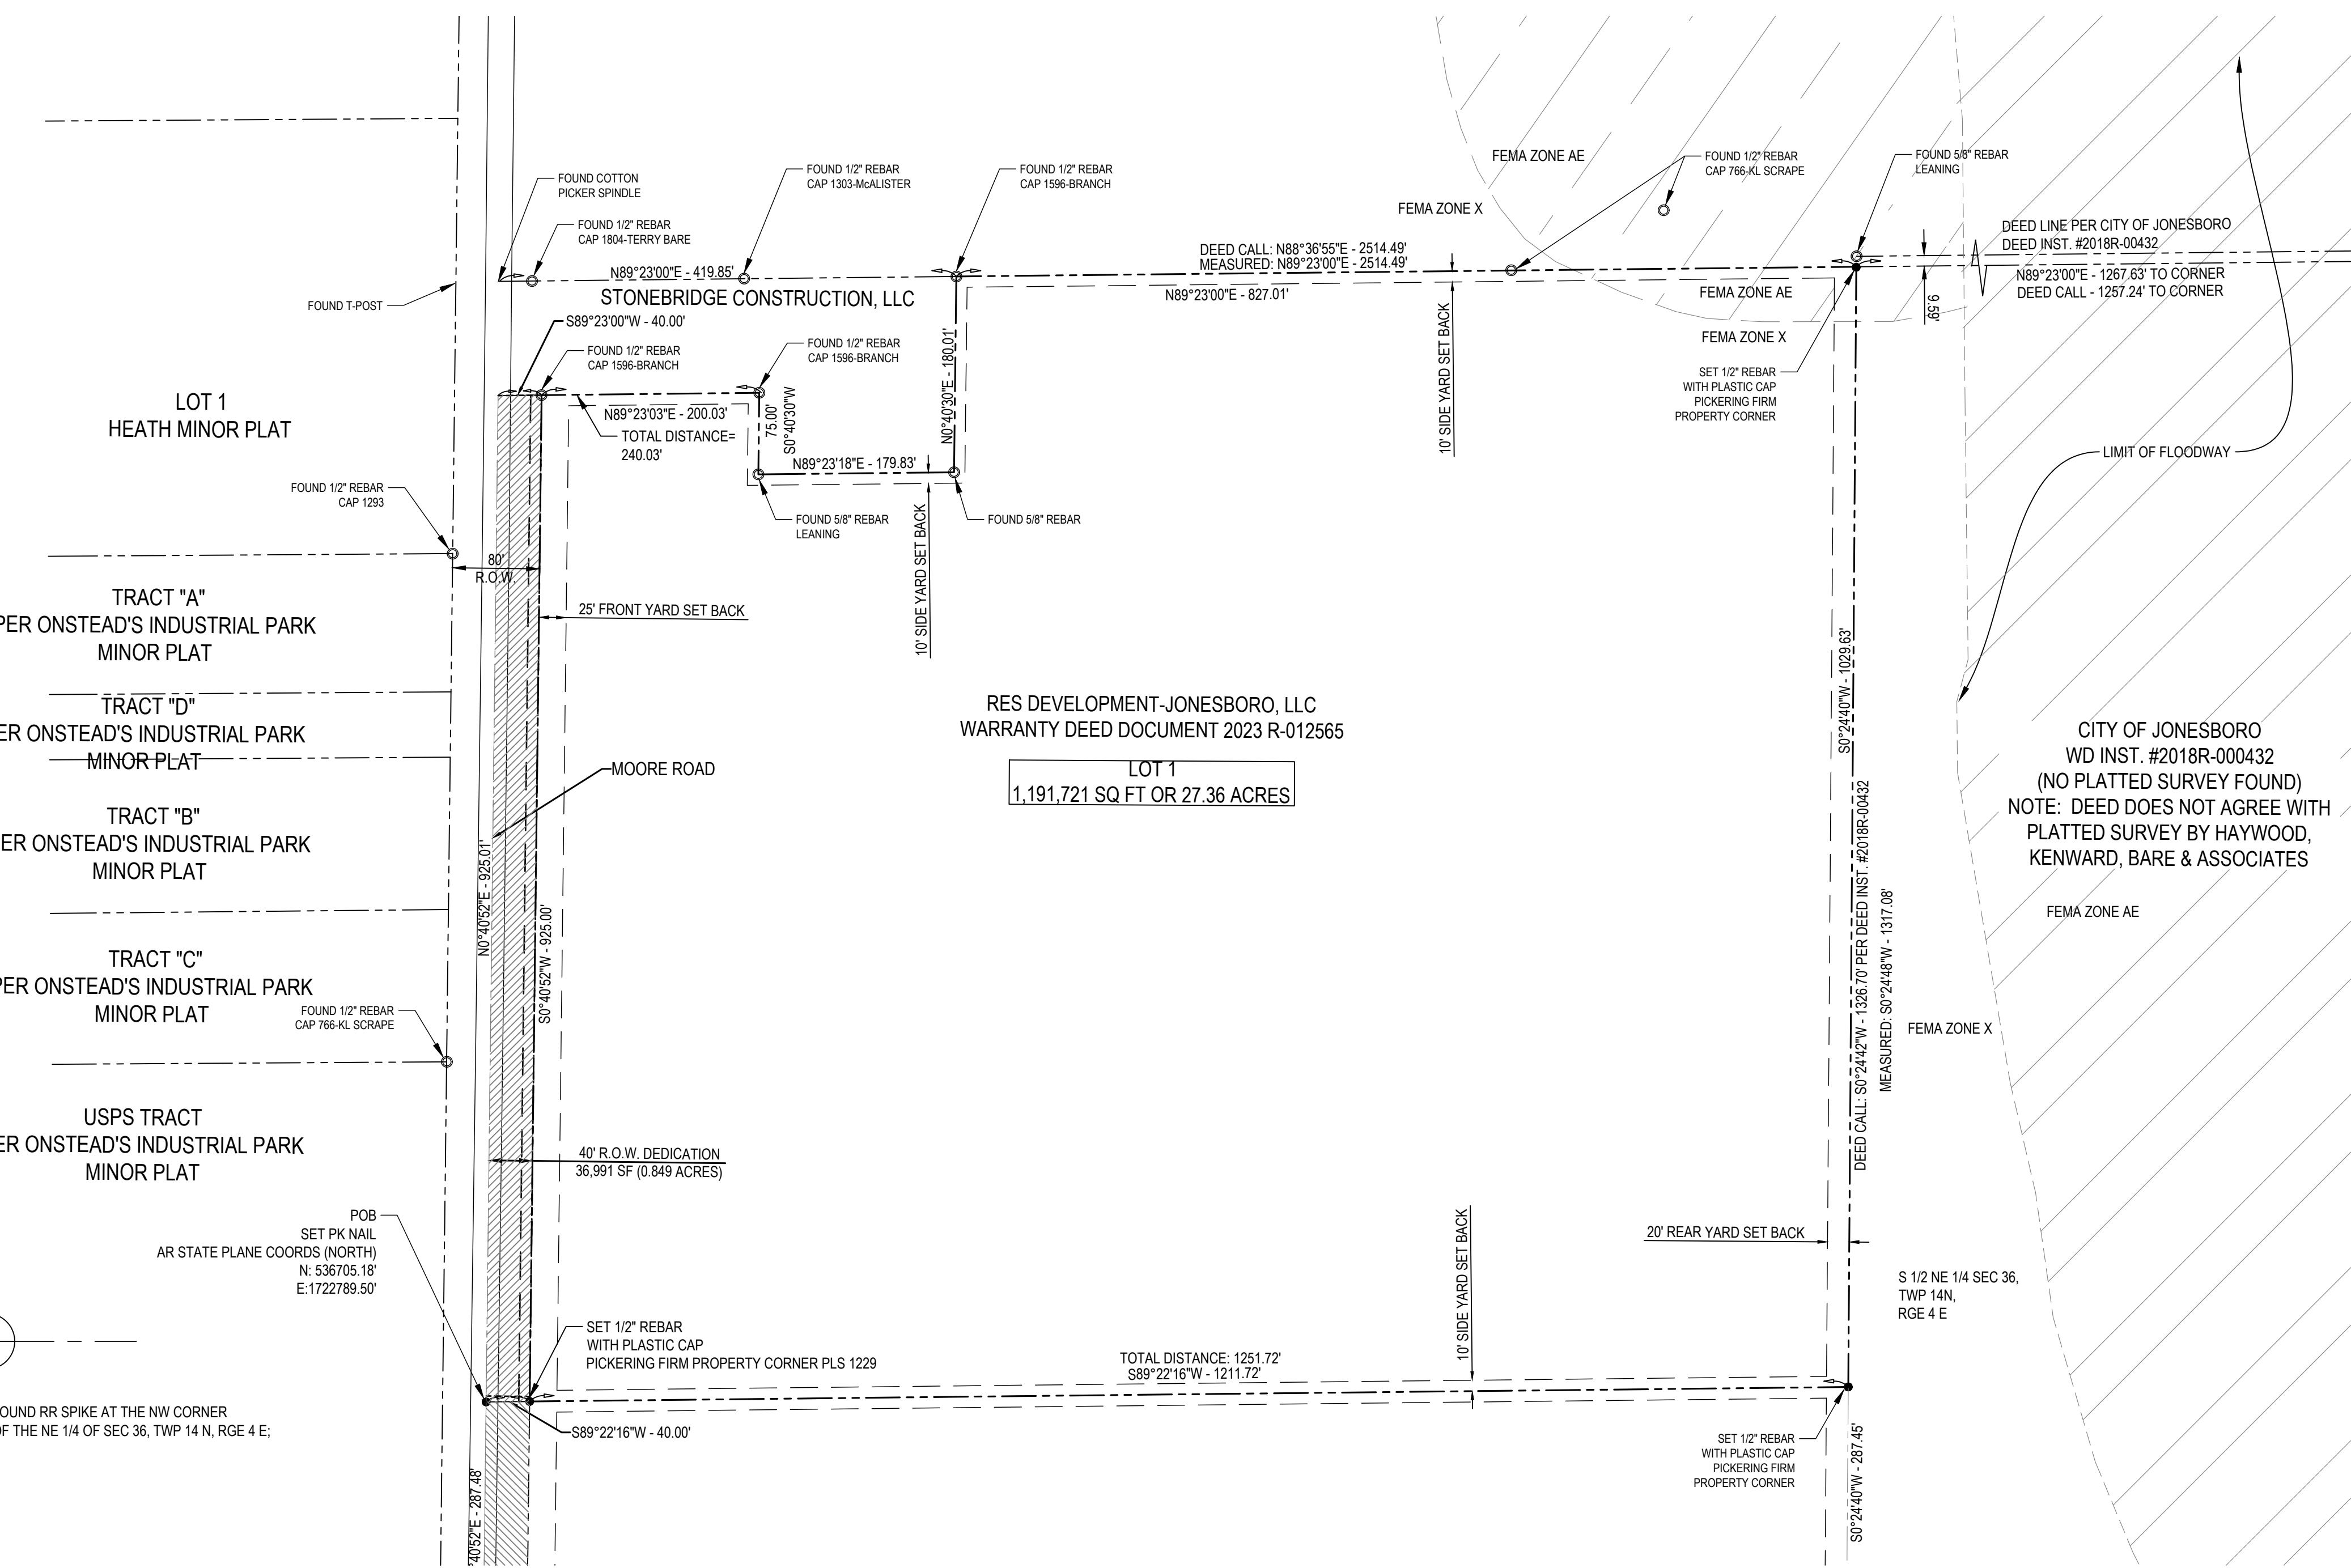 FOUND COTTON
PICKER SPINDLE
FOUND 1/2" REBAR
CAP 1303-McALISTER
FOUND 1/2" REBAR
CAP 1596-BRANCH
FEMA ZONE AE
FOUND 1/2" REBAR
CAP 766-KL SCRAPE
FOUND 5/8" REBAR
LEANING
FEMA ZONE X
FOUND 1/2" REBAR
CAP 1804-TERRY BARE
DEED LINE PER CITY OF JONESBORO
DEED INST. #2018R-00432
N89°23'00"E - 1267.63' TO CORNER
DEED CALL - 1257.24' TO CORNER
DEED CALL: N88°36'55"E - 2514.49'
MEASURED: N89°23'00"E - 2514.49'
N89°23'00"E - 419.85'
STONEBRIDGE CONSTRUCTION, LLC
N89°23'00"E - 827.01'
FEMA ZONE AE
9.59'
FOUND T-POST
S89°23'00"W - 40.00'
FEMA ZONE X
FOUND 1/2" REBAR
CAP 1596-BRANCH
FOUND 1/2" REBAR
CAP 1596-BRANCH
N0°40'30"E - 180.01'
10' SIDE YARD SET BACK
SET 1/2" REBAR
WITH PLASTIC CAP
PICKERING FIRM
PROPERTY CORNER
LOT 1
HEATH MINOR PLAT
N89°23'03"E - 200.03'
75.00'
S0°40'30"W
TOTAL DISTANCE=
240.03'
N89°23'18"E - 179.83'
LIMIT OF FLOODWAY
FOUND 1/2" REBAR
CAP 1293
FOUND 5/8" REBAR
LEANING
10' SIDE YARD SET BACK
FOUND 5/8" REBAR
80'
R.O.W.
TRACT "A"
PER ONSTEAD'S INDUSTRIAL PARK
MINOR PLAT
25' FRONT YARD SET BACK
S0°24'40"W - 1029.63'
TRACT "D"
ER ONSTEAD'S INDUSTRIAL PARK
MINOR PLAT
RES DEVELOPMENT-JONESBORO, LLC
WARRANTY DEED DOCUMENT 2023 R-012565
LOT 1
1,191,721 SQ FT OR 27.36 ACRES
MOORE ROAD
CITY OF JONESBORO
WD INST. #2018R-000432
(NO PLATTED SURVEY FOUND)
NOTE: DEED DOES NOT AGREE WITH
PLATTED SURVEY BY HAYWOOD,
KENWARD, BARE & ASSOCIATES
TRACT "B"
ER ONSTEAD'S INDUSTRIAL PARK
MINOR PLAT
N0°40'52"E - 925.01'
S0°40'52"W - 925.00'
DEED CALL: S0°24'42"W - 1326.70' PER DEED INST. #2018R-00432
MEASURED: S0°24'48"W - 1317.08'
FEMA ZONE AE
TRACT "C"
PER ONSTEAD'S INDUSTRIAL PARK
MINOR PLAT
FOUND 1/2" REBAR
CAP 766-KL SCRAPE
FEMA ZONE X
USPS TRACT
ER ONSTEAD'S INDUSTRIAL PARK
MINOR PLAT
40' R.O.W. DEDICATION
36,991 SF (0.849 ACRES)
POB
SET PK NAIL
AR STATE PLANE COORDS (NORTH)
N: 536705.18'
E:1722789.50'
10' SIDE YARD SET BACK
20' REAR YARD SET BACK
S 1/2 NE 1/4 SEC 36,
TWP 14N,
RGE 4 E
SET 1/2" REBAR
WITH PLASTIC CAP
PICKERING FIRM PROPERTY CORNER PLS 1229
TOTAL DISTANCE: 1251.72'
S89°22'16"W - 1211.72'
OUND RR SPIKE AT THE NW CORNER
OF THE NE 1/4 OF SEC 36, TWP 14 N, RGE 4 E;
S89°22'16"W - 40.00'
SET 1/2" REBAR
WITH PLASTIC CAP
PICKERING FIRM
PROPERTY CORNER
S0°24'40"W - 287.45'
°40'52"E - 287.48'